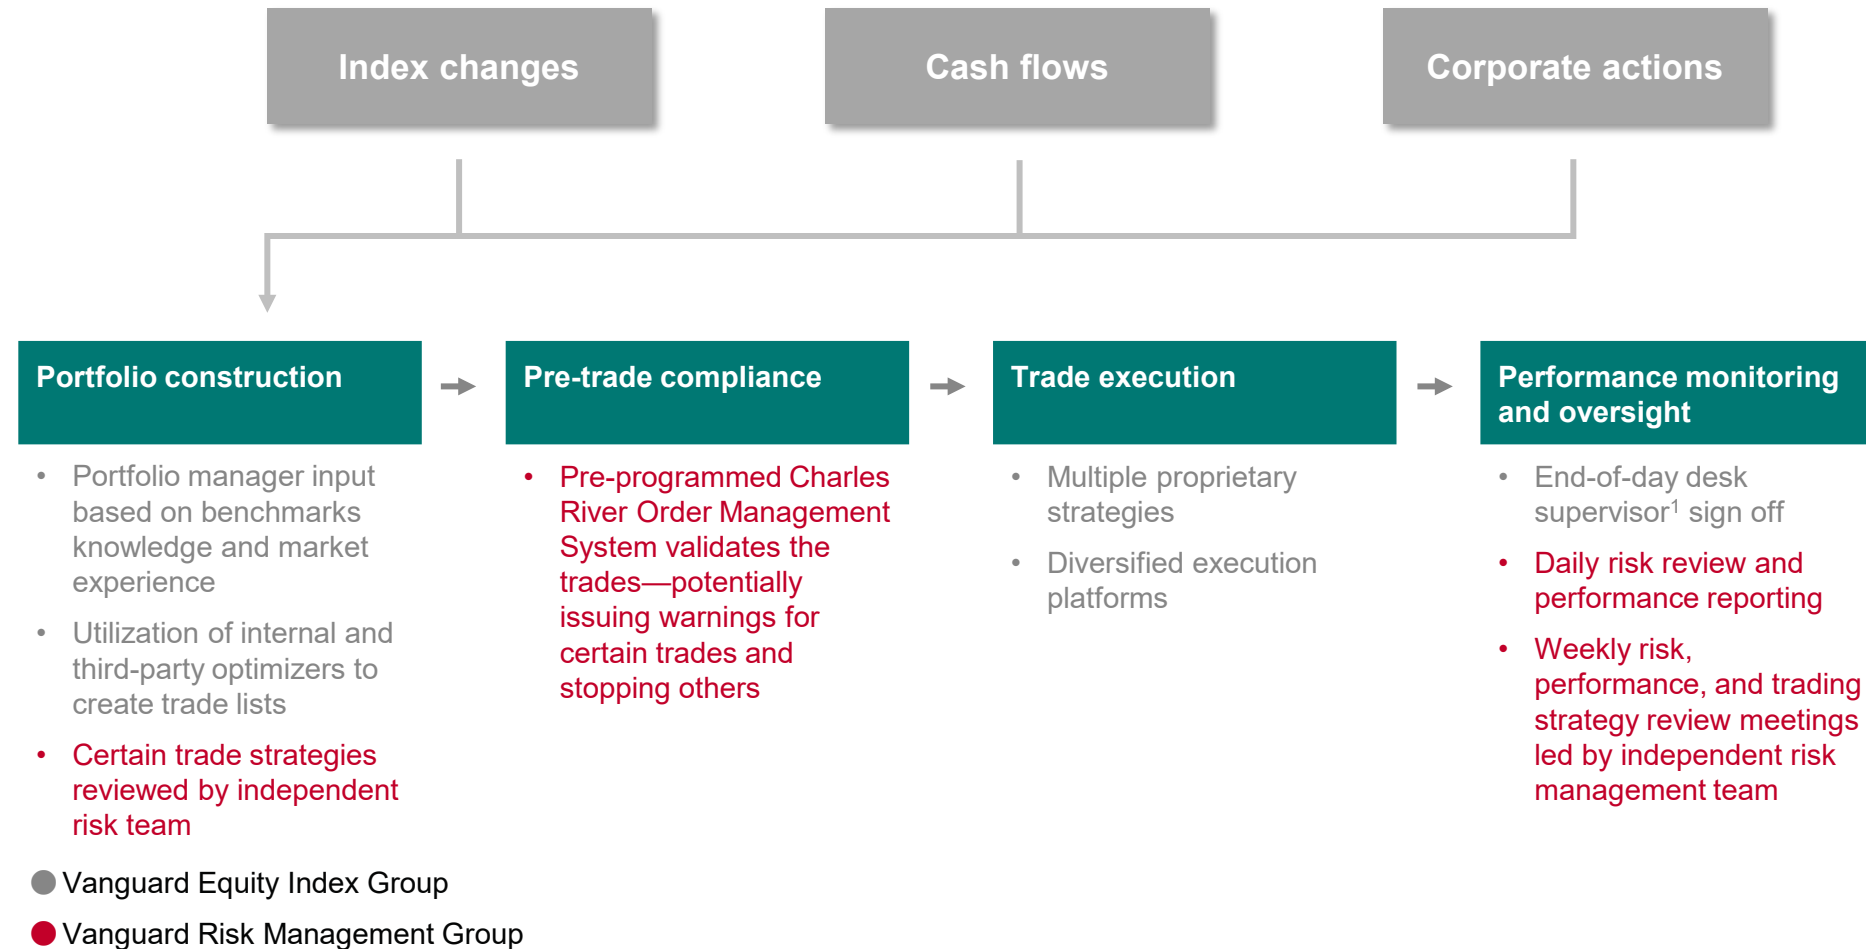 Index changes
Cash flows
Corporate actions
Portfolio construction
• Portfolio manager input
based on benchmarks
knowledge and market
experience
• Utilization of internal and
third-party optimizers to
create trade lists
• Certain trade strategies
reviewed by independent
risk team
Pre-trade compliance
• Pre-programmed Charles
River Order Management
System validates the
trades—potentially
issuing warnings for
certain trades and
stopping others
Trade execution
• Multiple proprietary
strategies
• Diversified execution
platforms
Performance monitoring
and oversight
• End-of-day desk
supervisor¹ sign off
• Daily risk review and
performance reporting
• Weekly risk,
performance, and trading
strategy review meetings
led by independent risk
management team
Vanguard Equity Index Group
Vanguard Risk Management Group